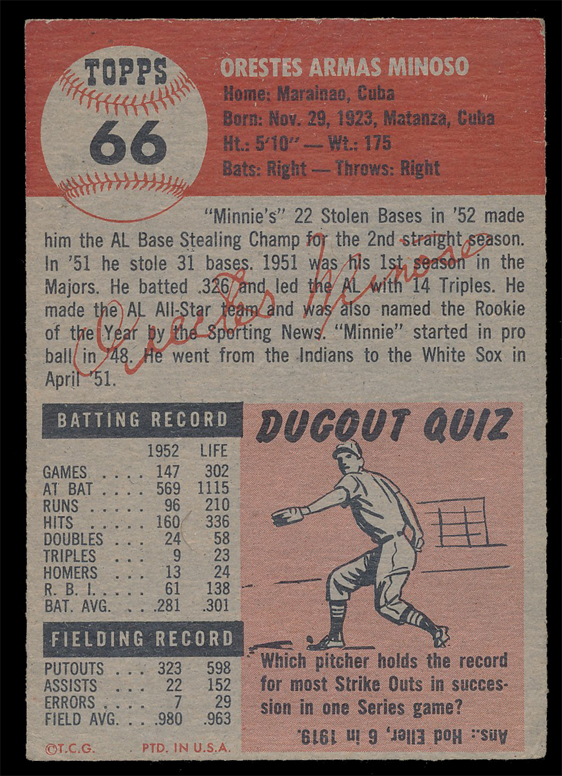 TOPPS
66
ORESTES ARMAS MINOSO
Home: Marainao, Cuba
Born: Nov. 29, 1923, Matanza, Cuba
Ht.: 5'10" — Wt.: 175
Bats: Right — Throws: Right
"Minnie's" 22 Stolen Bases in '52 made
him the AL Base Stealing Champ for the 2nd straight season.
In '51 he stole 31 bases. 1951 was his 1st season in the
Majors. He batted .326 and led the AL with 14 Triples. He
made the AL All-Star team and was also named the Rookie
of the Year by the Sporting News. "Minnie" started in pro
ball in '48. He went from the Indians to the White Sox in
April '51.
Orestes Minoso
BATTING RECORD
1952 LIFE
GAMES .... 147 302
AT BAT .... 569 1115
RUNS .... 96 210
HITS .... 160 336
DOUBLES ... 24 58
TRIPLES ... 9 23
HOMERS ... 13 24
R. B. I. .... 61 138
BAT. AVG. ... .281 .301
FIELDING RECORD
PUTOUTS ... 323 598
ASSISTS ... 22 152
ERRORS ... 7 29
FIELD AVG. ... .980 .963
©T.C.G. PTD. IN U.S.A.
DUGOUT QUIZ
Which pitcher holds the record
for most Strike Outs in succes-
sion in one Series game?
Ans.: Hod Eller, 6 in 1919.